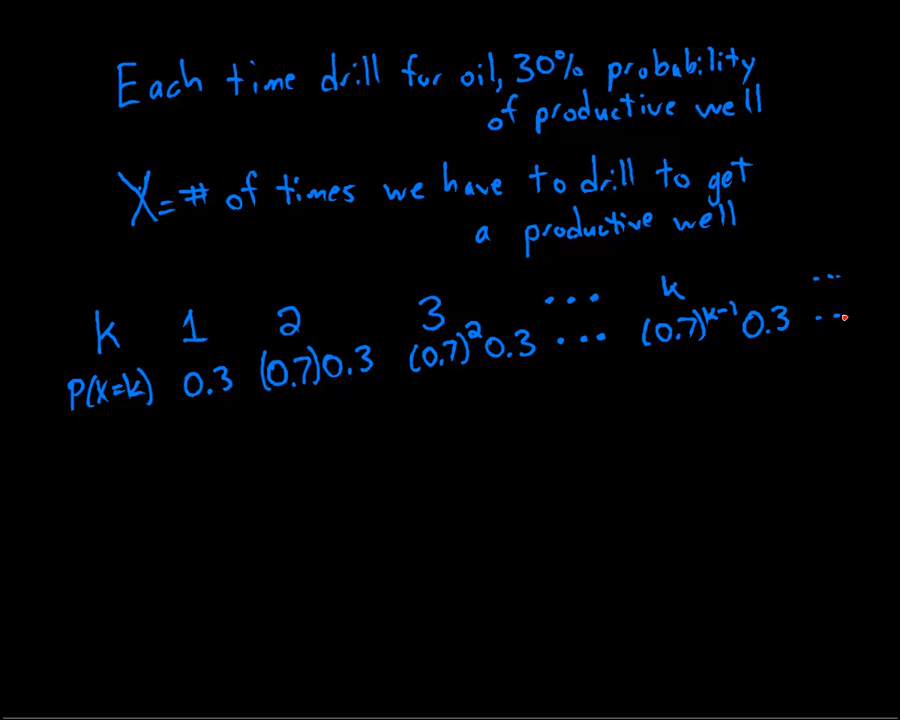 Each time drill for oil, 30% probability
of productive well
X = # of times we have to drill to get
a productive well
k 1 2 3 ... k ...
P(X=k) 0.3 (0.7)0.3 (0.7)^2 0.3 ... (0.7)^{k-1} 0.3 ...